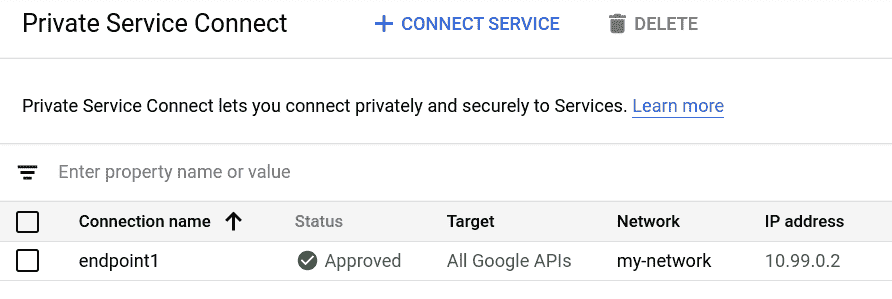 Private Service Connect CONNECT SERVICE DELETE
Private Service Connect lets you connect privately and securely to Services. Learn more
Enter property name or value
Connection name Status Target Network IP address
endpoint1 Approved All Google APIs my-network 10.99.0.2